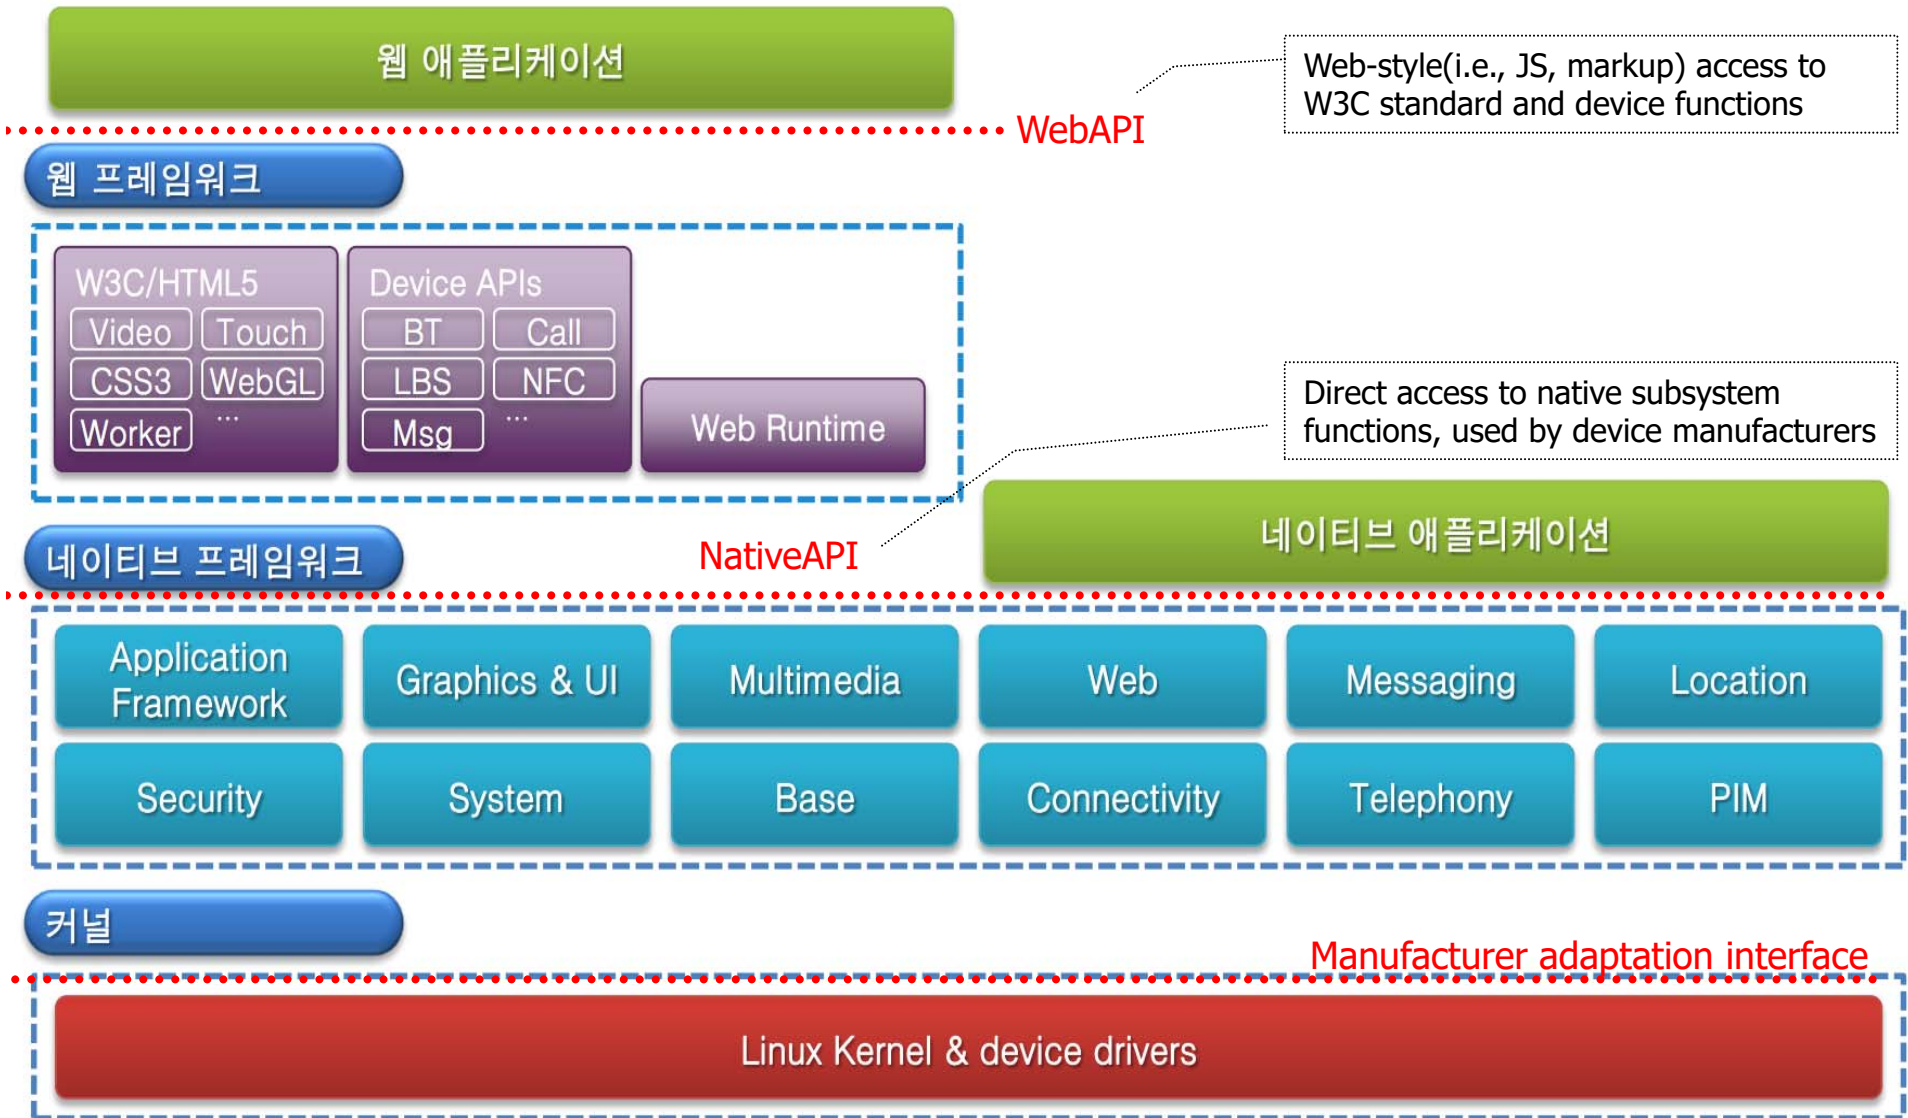 웹 애플리케이션
Web-style(i.e., JS, markup) access to
W3C standard and device functions
WebAPI
웹 프레임워크
W3C/HTML5
Video Touch
CSS3 WebGL
Worker ...
Device APIs
BT Call
LBS NFC
Msg ...
Web Runtime
Direct access to native subsystem
functions, used by device manufacturers
네이티브 애플리케이션
네이티브 프레임워크
NativeAPI
Application
Framework
Graphics & UI
Multimedia
Web
Messaging
Location
Security
System
Base
Connectivity
Telephony
PIM
커널
Manufacturer adaptation interface
Linux Kernel & device drivers